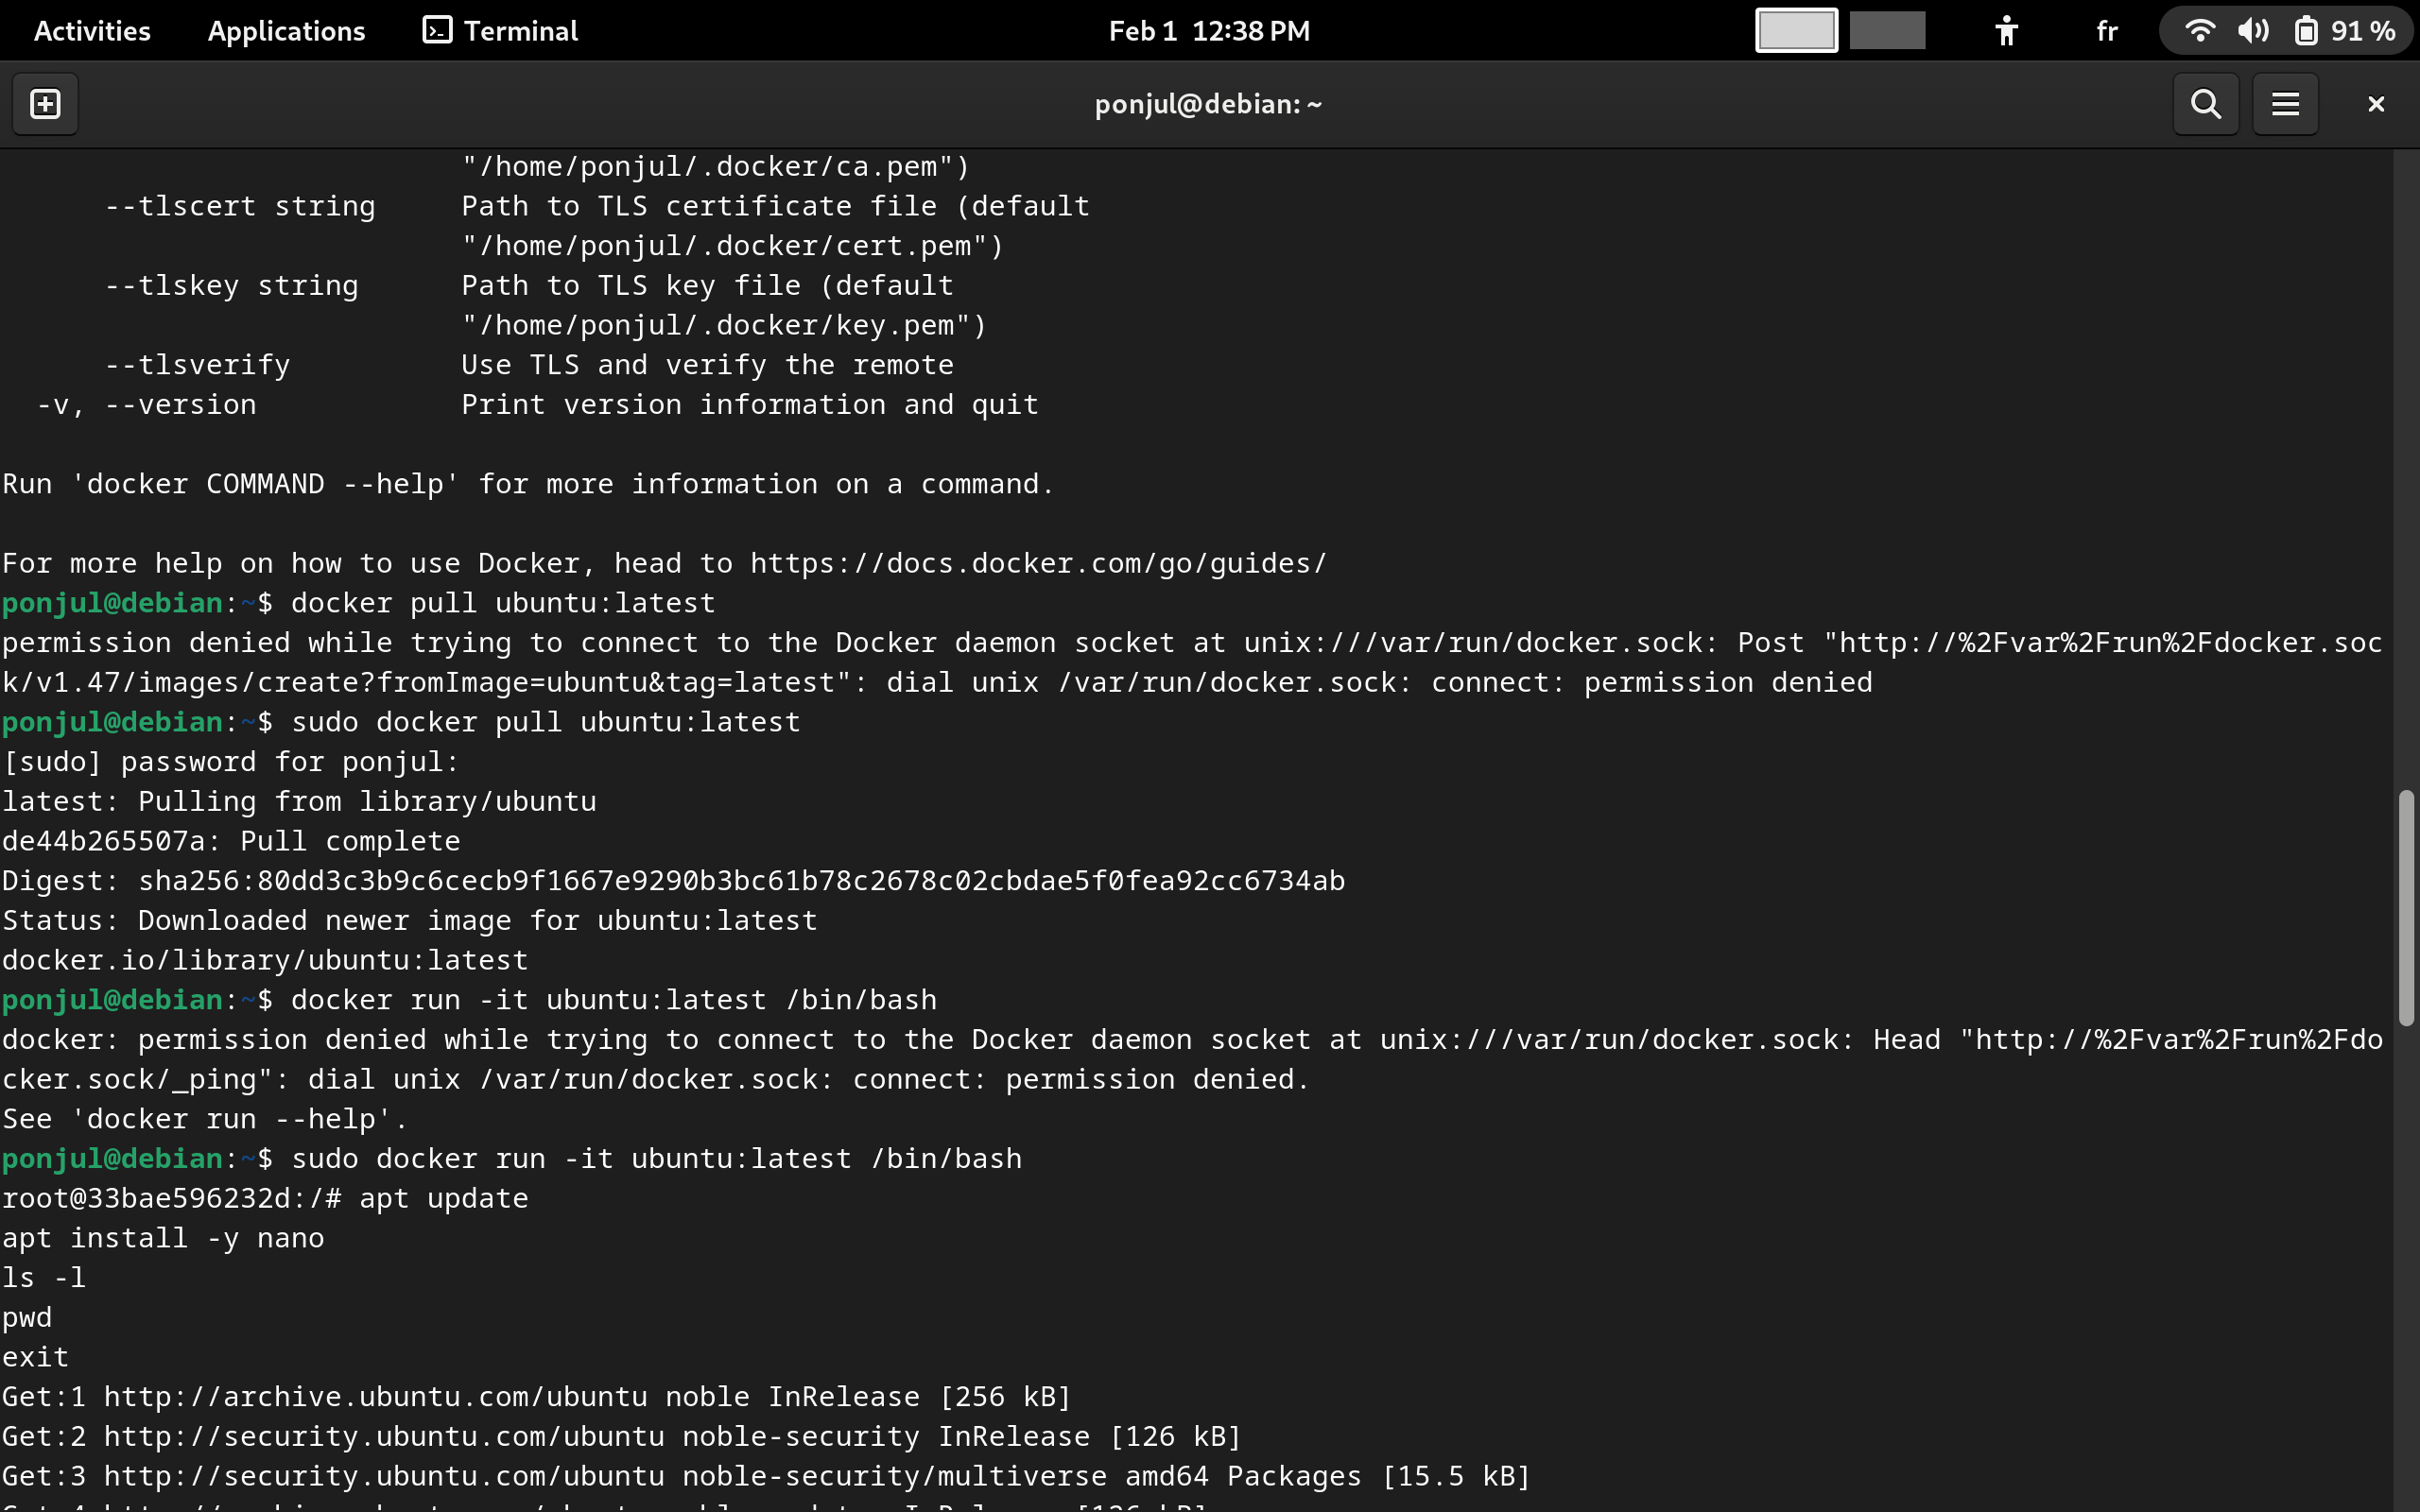 Activities Applications Terminal Feb 1 12:38 PM fr 91 %
ponjul@debian: ~
"/home/ponjul/.docker/ca.pem")
--tlscert string Path to TLS certificate file (default
"/home/ponjul/.docker/cert.pem")
--tlskey string Path to TLS key file (default
"/home/ponjul/.docker/key.pem")
--tlsverify Use TLS and verify the remote
-v, --version Print version information and quit
Run 'docker COMMAND --help' for more information on a command.
For more help on how to use Docker, head to https://docs.docker.com/go/guides/
ponjul@debian:~$ docker pull ubuntu:latest
permission denied while trying to connect to the Docker daemon socket at unix:///var/run/docker.sock: Post "http://%2Fvar%2Frun%2Fdocker.soc
k/v1.47/images/create?fromImage=ubuntu&tag=latest": dial unix /var/run/docker.sock: connect: permission denied
ponjul@debian:~$ sudo docker pull ubuntu:latest
[sudo] password for ponjul:
latest: Pulling from library/ubuntu
de44b265507a: Pull complete
Digest: sha256:80dd3c3b9c6cecb9f1667e9290b3bc61b78c2678c02cbdae5f0fea92cc6734ab
Status: Downloaded newer image for ubuntu:latest
docker.io/library/ubuntu:latest
ponjul@debian:~$ docker run -it ubuntu:latest /bin/bash
docker: permission denied while trying to connect to the Docker daemon socket at unix:///var/run/docker.sock: Head "http://%2Fvar%2Frun%2Fdo
cker.sock/_ping": dial unix /var/run/docker.sock: connect: permission denied.
See 'docker run --help'.
ponjul@debian:~$ sudo docker run -it ubuntu:latest /bin/bash
root@33bae596232d:/# apt update
apt install -y nano
ls -l
pwd
exit
Get:1 http://archive.ubuntu.com/ubuntu noble InRelease [256 kB]
Get:2 http://security.ubuntu.com/ubuntu noble-security InRelease [126 kB]
Get:3 http://security.ubuntu.com/ubuntu noble-security/multiverse amd64 Packages [15.5 kB]